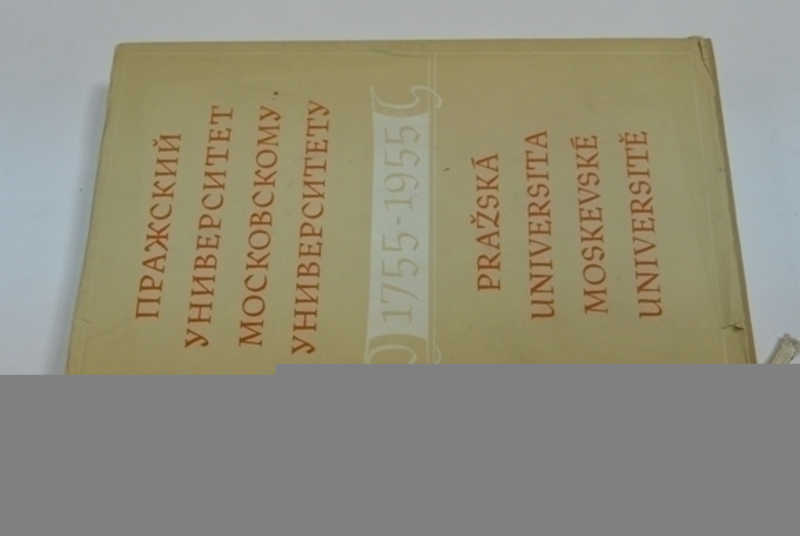 ПРАЖСКИЙ
УНИВЕРСИТЕТ
МОСКОВСКОМУ
УНИВЕРСИТЕТУ
1755-1955
PRAŽSKÁ
UNIVERSITA
MOSKEVSKÉ
UNIVERSITĚ